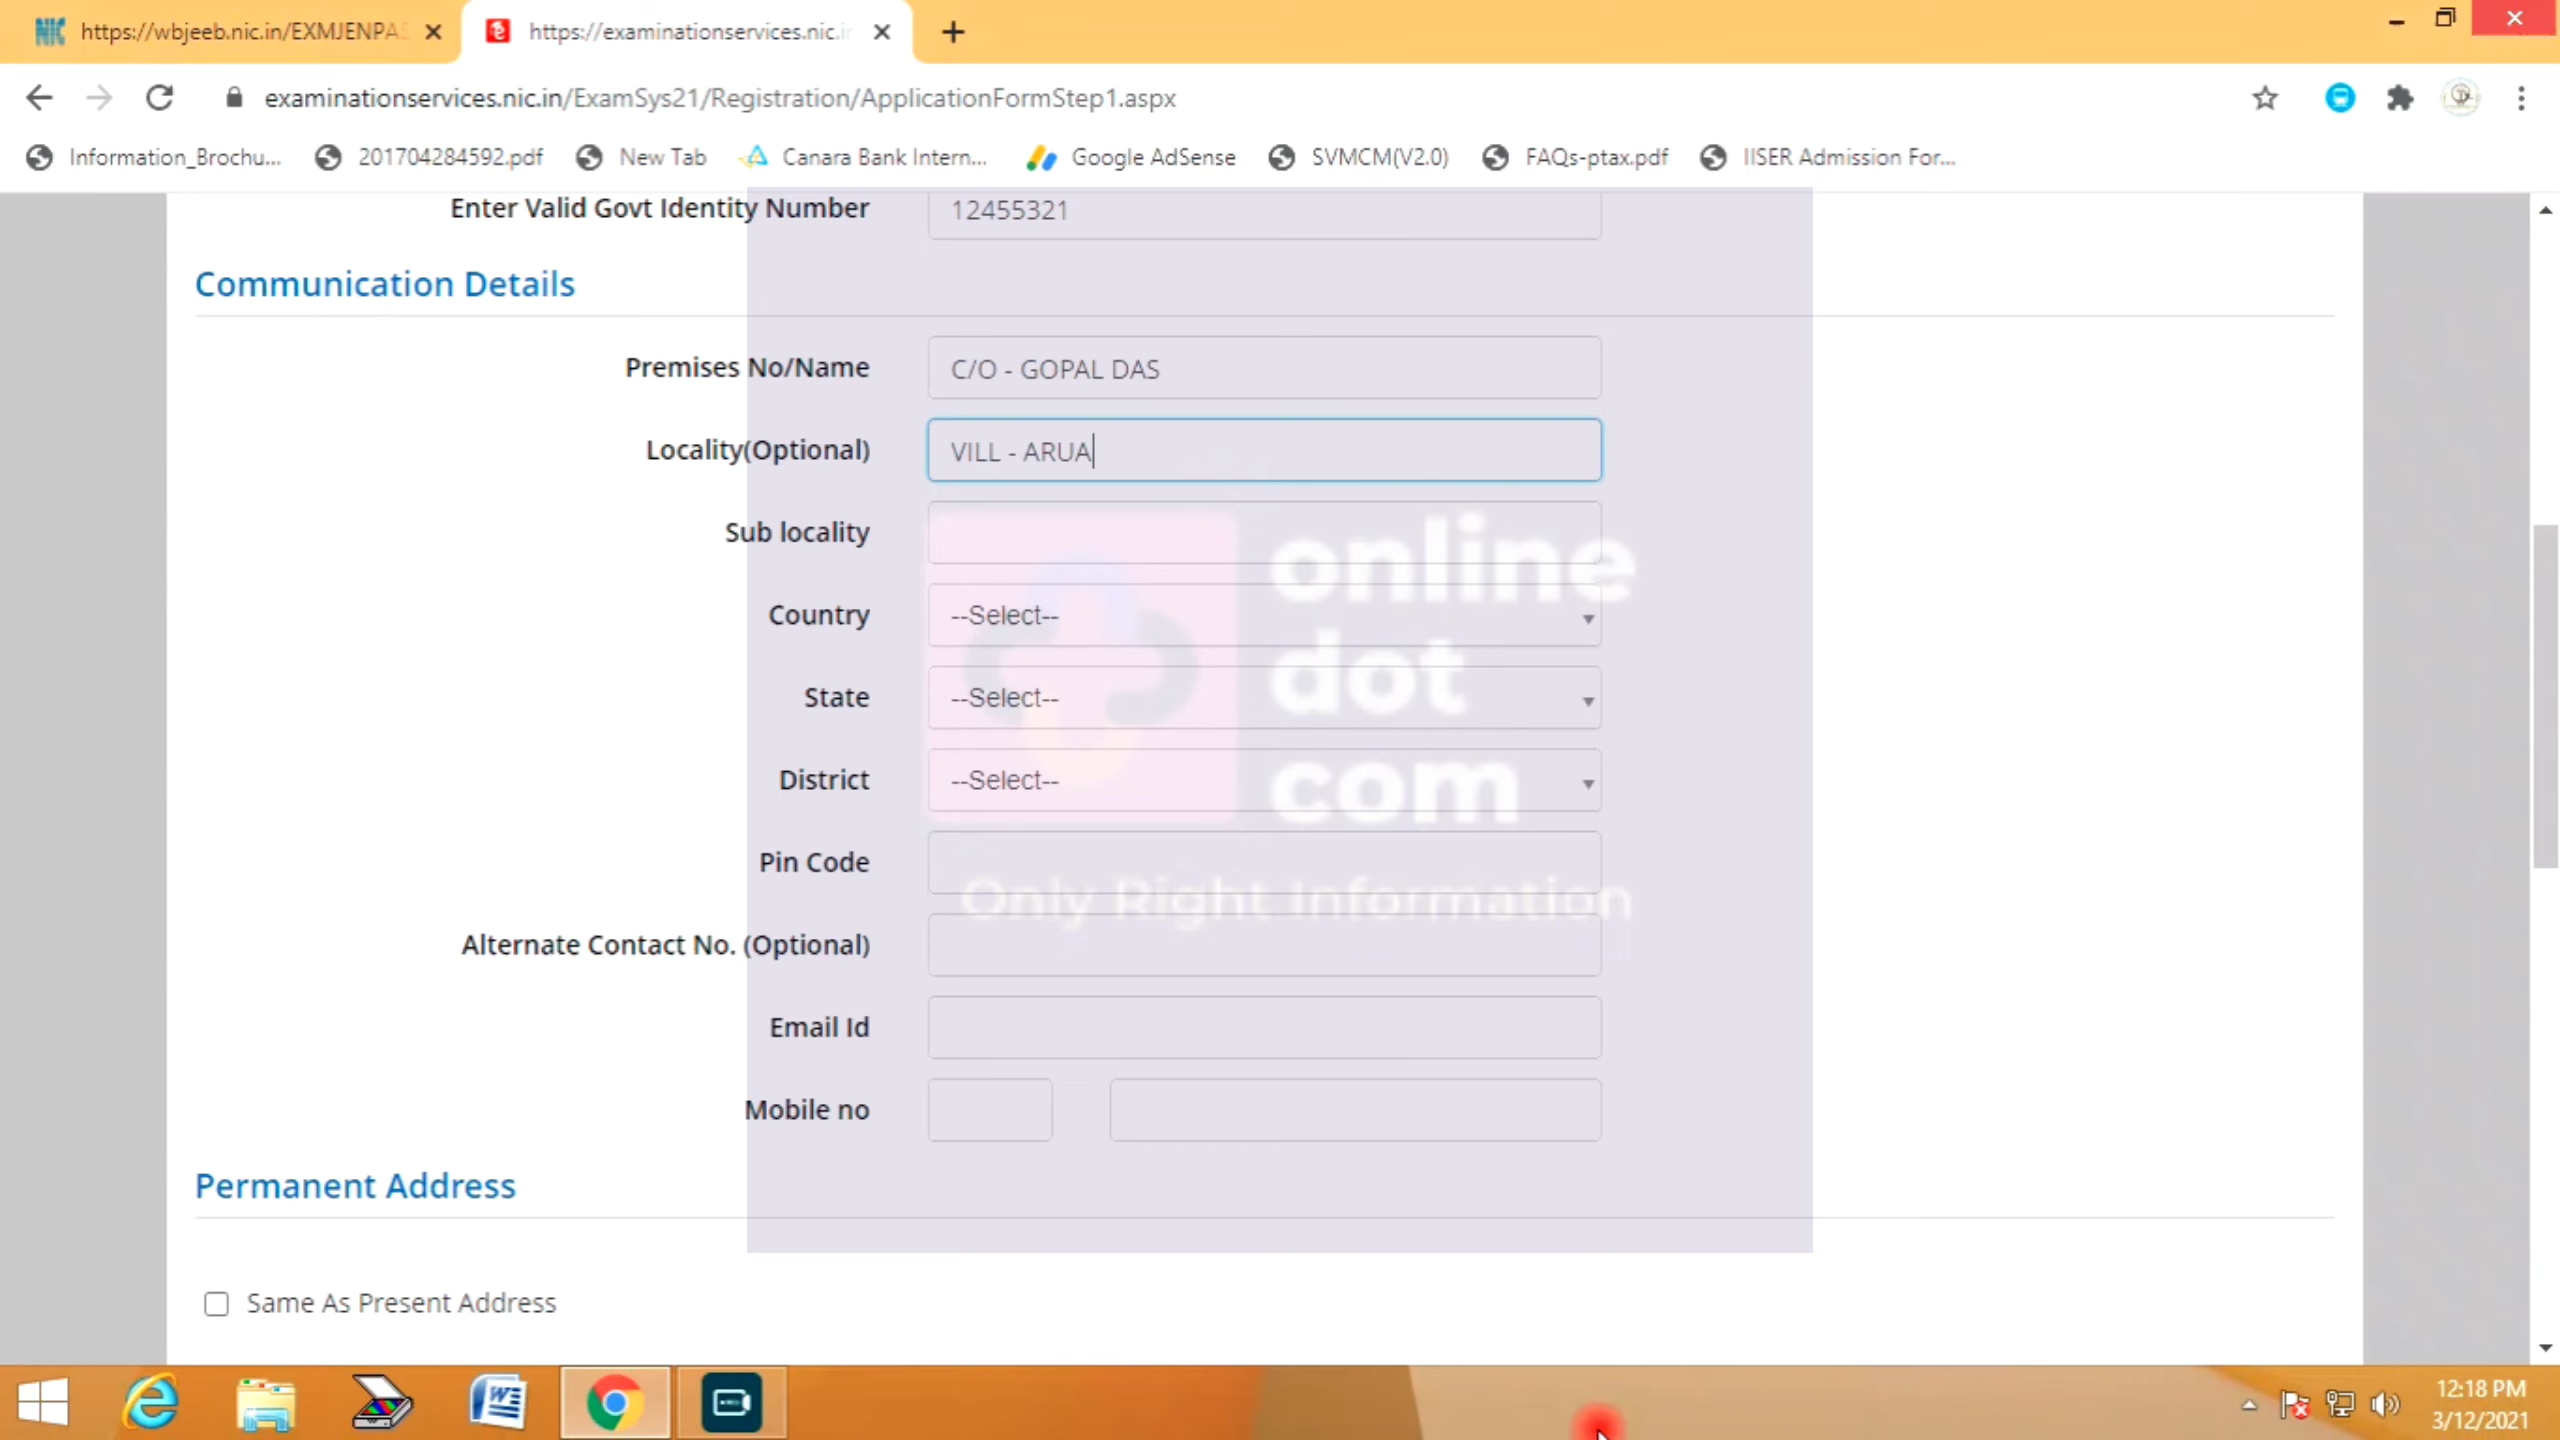 https://wbjeeb.nic.in/EXMJENPAS
https://examinationservices.nic.in
examinationservices.nic.in/ExamSys21/Registration/ApplicationFormStep1.aspx
Information_Brochu... 201704284592.pdf New Tab Canara Bank Intern... Google AdSense SVMCM(V2.0) FAQs-ptax.pdf IISER Admission For...
Enter Valid Govt Identity Number 12455321
Communication Details
Premises No/Name C/O - GOPAL DAS
Locality(Optional) VILL - ARUA
Sub locality
Country --Select--
State --Select--
District --Select--
Pin Code
Alternate Contact No. (Optional)
Email Id
Mobile no
online
dot
com
Only Right Information
Permanent Address
Same As Present Address
12:18 PM
3/12/2021